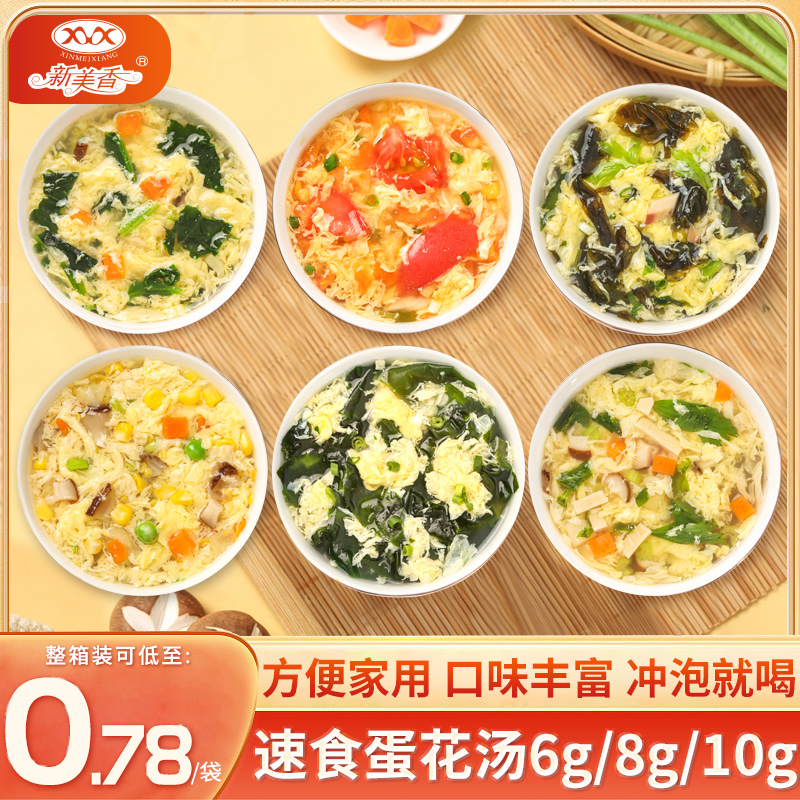 XMX
XINMEIXIANG
新美香®
整箱装可低至:
0.78/袋
方便家用 口味丰富 冲泡就喝
速食蛋花汤6g/8g/10g